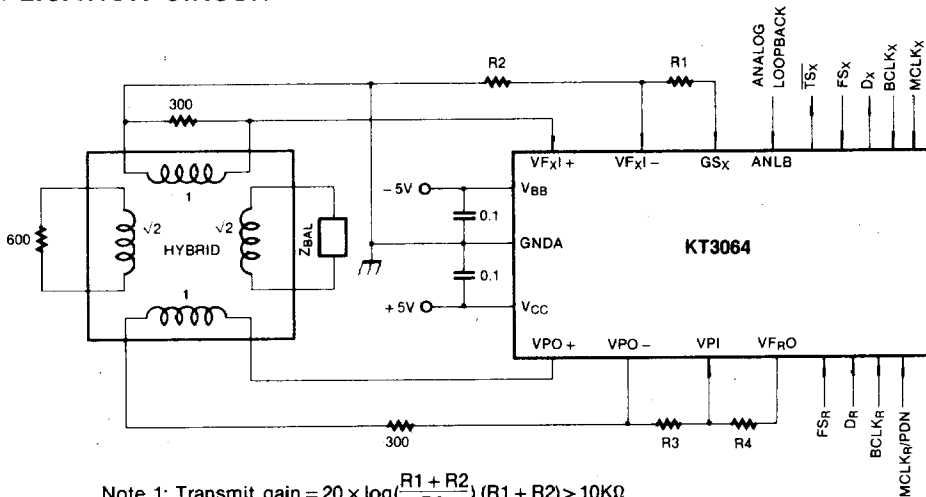 R2
R1
ANALOG
LOOPBACK
TSX
FSX
DX
BCLKX
MCLKX
300
VFXI+
VFXI−
GSX
ANLB
1
−5V
VBB
0.1
600
√2
√2
HYBRID
ZBAL
GNDA
KT3064
0.1
1
+5V
VCC
VPO+
VPO−
VPI
VFRO
300
R3
R4
FSR
DR
BCLKR
MCLKR/PDN
Note 1: Transmit gain = 20 × log(R1 + R2
) (R1 + R2) > 10KΩ